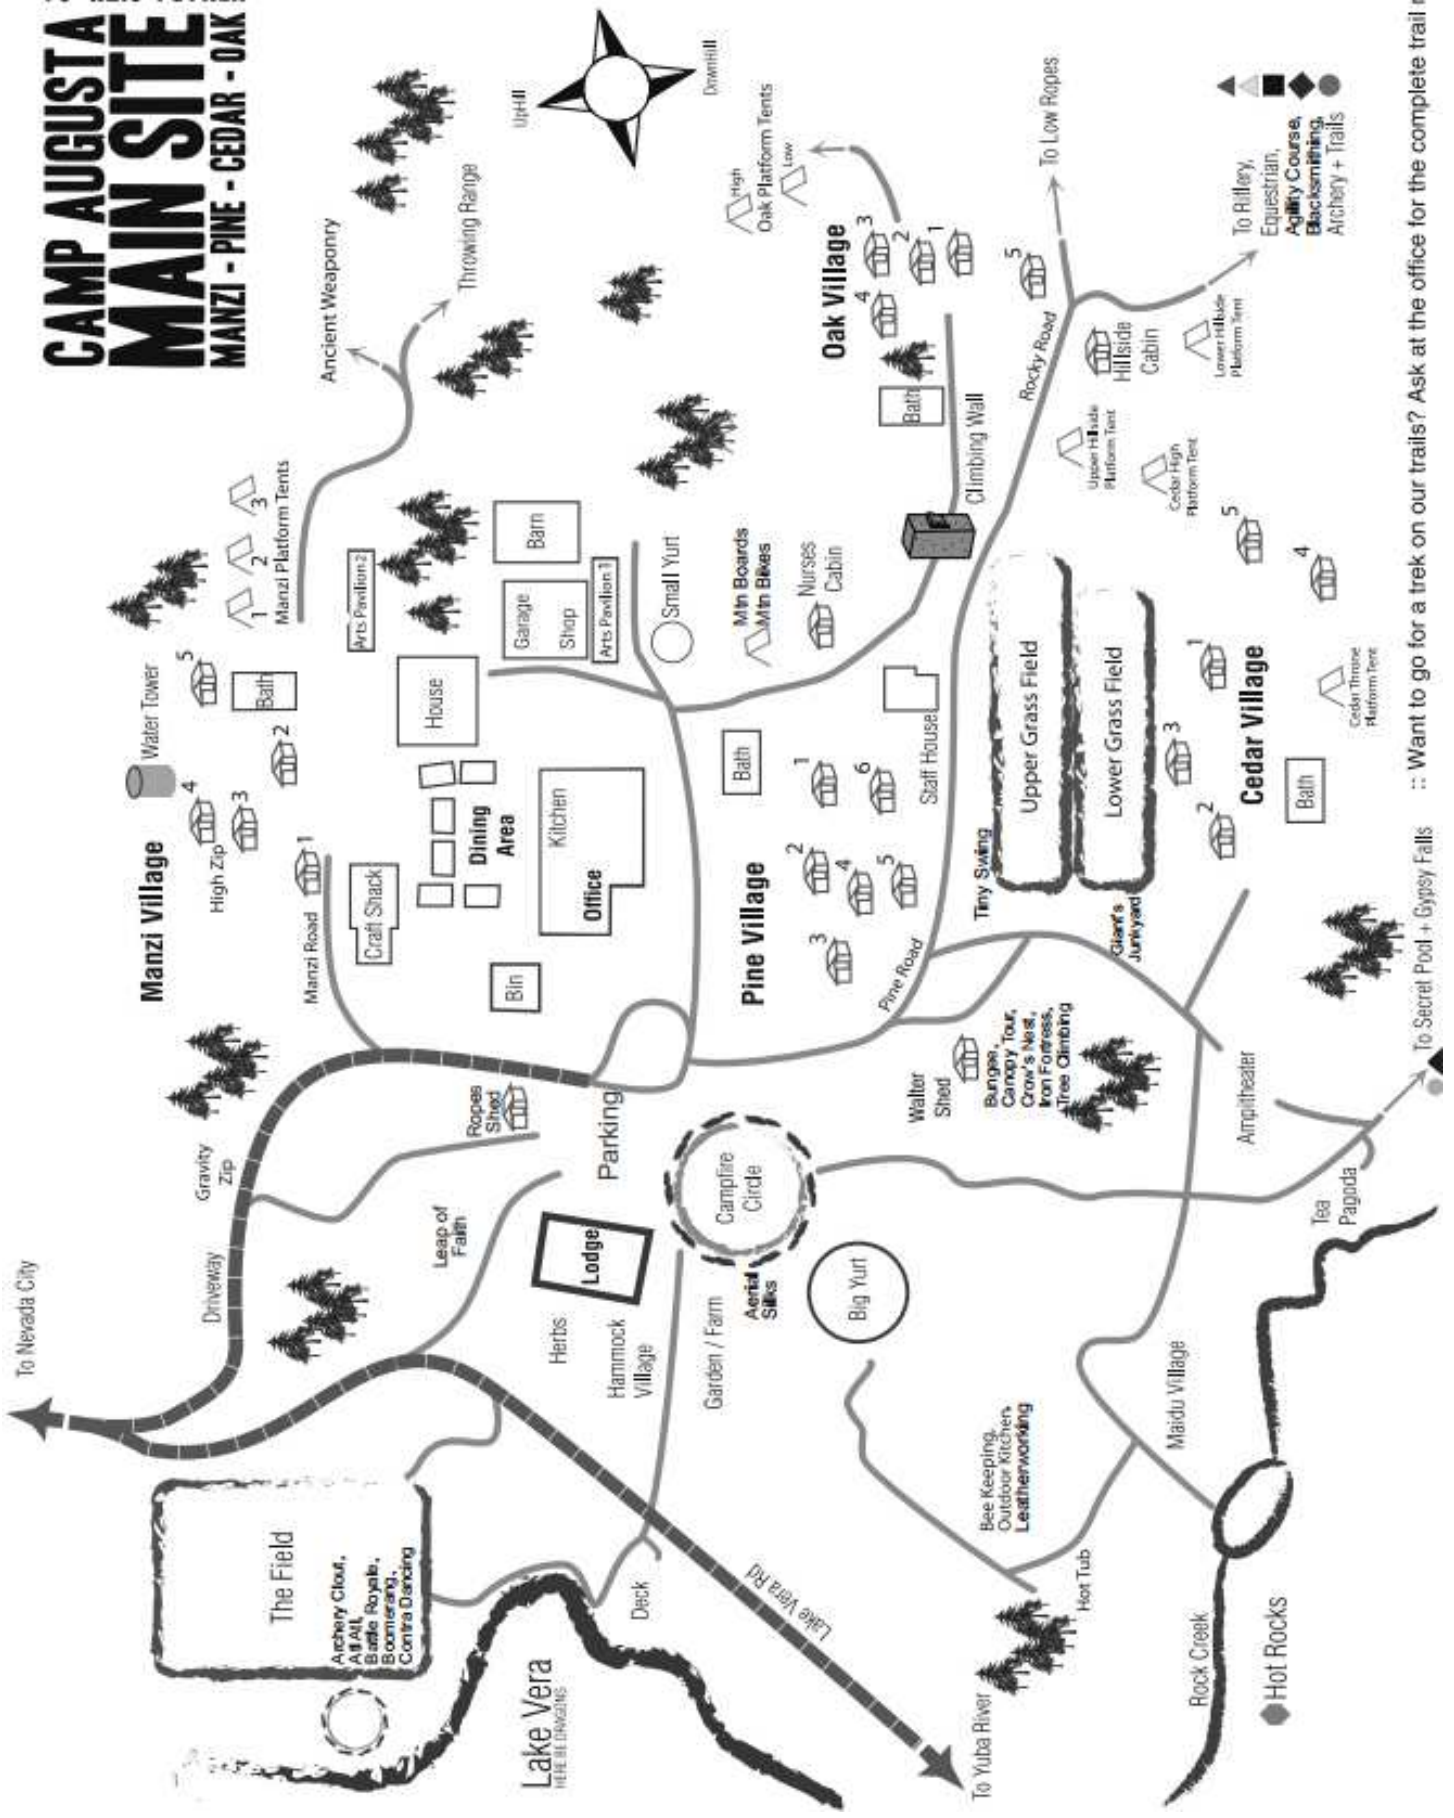 CAMP AUGUSTA
MAIN SITE
MANZI - PINE - CEDAR - OAK
To Nevada City
Driveway
Gravity
Zip
Manzi Village
High Zip
4
3
Water Tower
5
Bath
2
1
Manzi Road
1
2
3
Manzi Platform Tents
Ancient Weaponry
Throwing Range
UpHill
DownHill
The Field
Archery Clout,
Atl Atl,
Battle Royale,
Boomerang,
Contra Dancing
Leap of
Faith
Ropes
Shed
Craft Shack
Bin
Dining
Area
House
Arts Pavilion 2
Kitchen
Office
Garage
Shop
Barn
Arts Pavilion 1
Small Yurt
Lake Vera
HERE BE DRAGONS
Deck
Lake Vera Rd
Herbs
Lodge
Parking
Hammock
Village
Garden / Farm
Aerial
Silks
Campfire
Circle
Big Yurt
Pine Village
Bath
1
2
3
4
5
6
Pine Road
Staff House
Mtn Boards
Mtn Bikes
Nurses
Cabin
Climbing Wall
Oak Village
Bath
4
3
2
1
5
High
Oak Platform Tents
Low
To Low Ropes
Rocky Road
To Yuba River
Hot Tub
Bee Keeping,
Outdoor Kitchen,
Leatherworking
Walter
Shed
Bungee,
Canopy Tour,
Crow's Nest,
Iron Fortress,
Tree Climbing
Tiny Swing
Giant's
Junkyard
Upper Grass Field
Lower Grass Field
Upper Hillside
Platform Tent
Cedar High
Platform Tent
Hillside
Cabin
Lower Hillside
Platform Tent
To Riflery,
Equestrian,
Agility Course,
Blacksmithing,
Archery + Trails
Maidu Village
Ampitheater
Tea
Pagoda
Rock Creek
Hot Rocks
Cedar Village
2
3
1
5
4
Bath
Cedar Throne
Platform Tent
To Secret Pool + Gypsy Falls
:: Want to go for a trek on our trails? Ask at the office for the complete trail